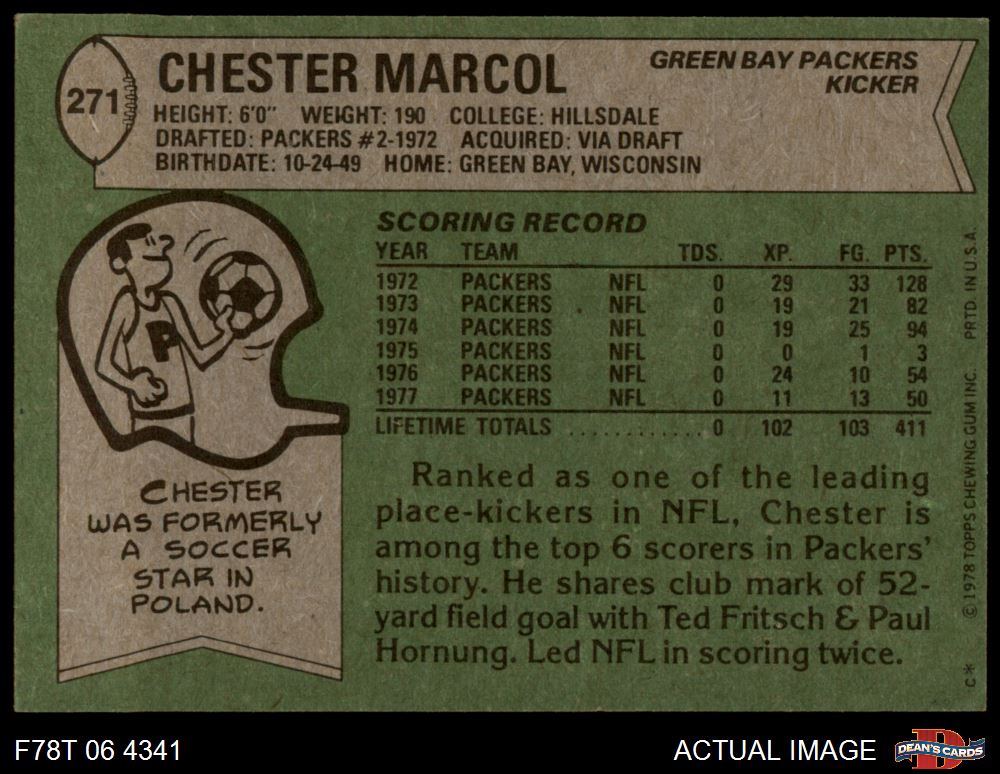 271
CHESTER MARCOL
GREEN BAY PACKERS
KICKER
HEIGHT: 6'0" WEIGHT: 190 COLLEGE: HILLSDALE
DRAFTED: PACKERS #2-1972 ACQUIRED: VIA DRAFT
BIRTHDATE: 10-24-49 HOME: GREEN BAY, WISCONSIN
SCORING RECORD
YEAR TEAM TDS. XP. FG. PTS.
1972 PACKERS NFL 0 29 33 128
1973 PACKERS NFL 0 19 21 82
1974 PACKERS NFL 0 19 25 94
1975 PACKERS NFL 0 0 1 3
1976 PACKERS NFL 0 24 10 54
1977 PACKERS NFL 0 11 13 50
LIFETIME TOTALS ............0 102 103 411
P
CHESTER
WAS FORMERLY
A SOCCER
STAR IN
POLAND.
Ranked as one of the leading
place-kickers in NFL, Chester is
among the top 6 scorers in Packers'
history. He shares club mark of 52-
yard field goal with Ted Fritsch & Paul
Hornung. Led NFL in scoring twice.
C* ©1978 TOPPS CHEWING GUM INC. PRTD. IN U.S.A.
F78T 06 4341
ACTUAL IMAGE
D
DEAN'S CARDS